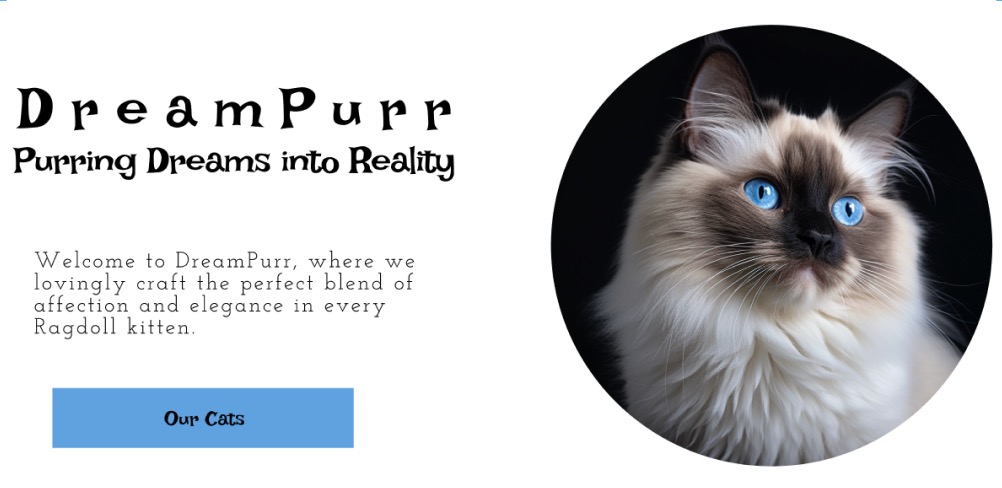 DreamPurr
Purring Dreams into Reality
Welcome to DreamPurr, where we
lovingly craft the perfect blend of
affection and elegance in every
Ragdoll kitten.
Our Cats